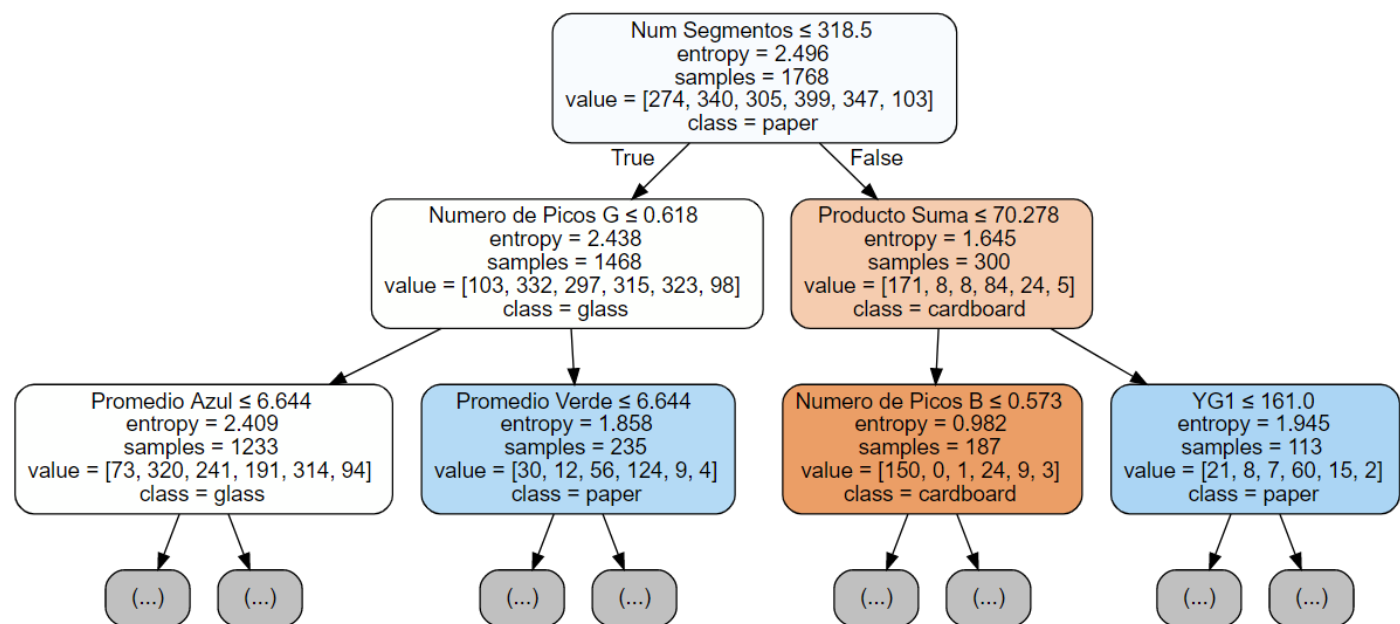 Num Segmentos ≤ 318.5
entropy = 2.496
samples = 1768
value = [274, 340, 305, 399, 347, 103]
class = paper
True
False
Numero de Picos G ≤ 0.618
entropy = 2.438
samples = 1468
value = [103, 332, 297, 315, 323, 98]
class = glass
Producto Suma ≤ 70.278
entropy = 1.645
samples = 300
value = [171, 8, 8, 84, 24, 5]
class = cardboard
Promedio Azul ≤ 6.644
entropy = 2.409
samples = 1233
value = [73, 320, 241, 191, 314, 94]
class = glass
Promedio Verde ≤ 6.644
entropy = 1.858
samples = 235
value = [30, 12, 56, 124, 9, 4]
class = paper
Numero de Picos B ≤ 0.573
entropy = 0.982
samples = 187
value = [150, 0, 1, 24, 9, 3]
class = cardboard
YG1 ≤ 161.0
entropy = 1.945
samples = 113
value = [21, 8, 7, 60, 15, 2]
class = paper
(...)
(...)
(...)
(...)
(...)
(...)
(...)
(...)